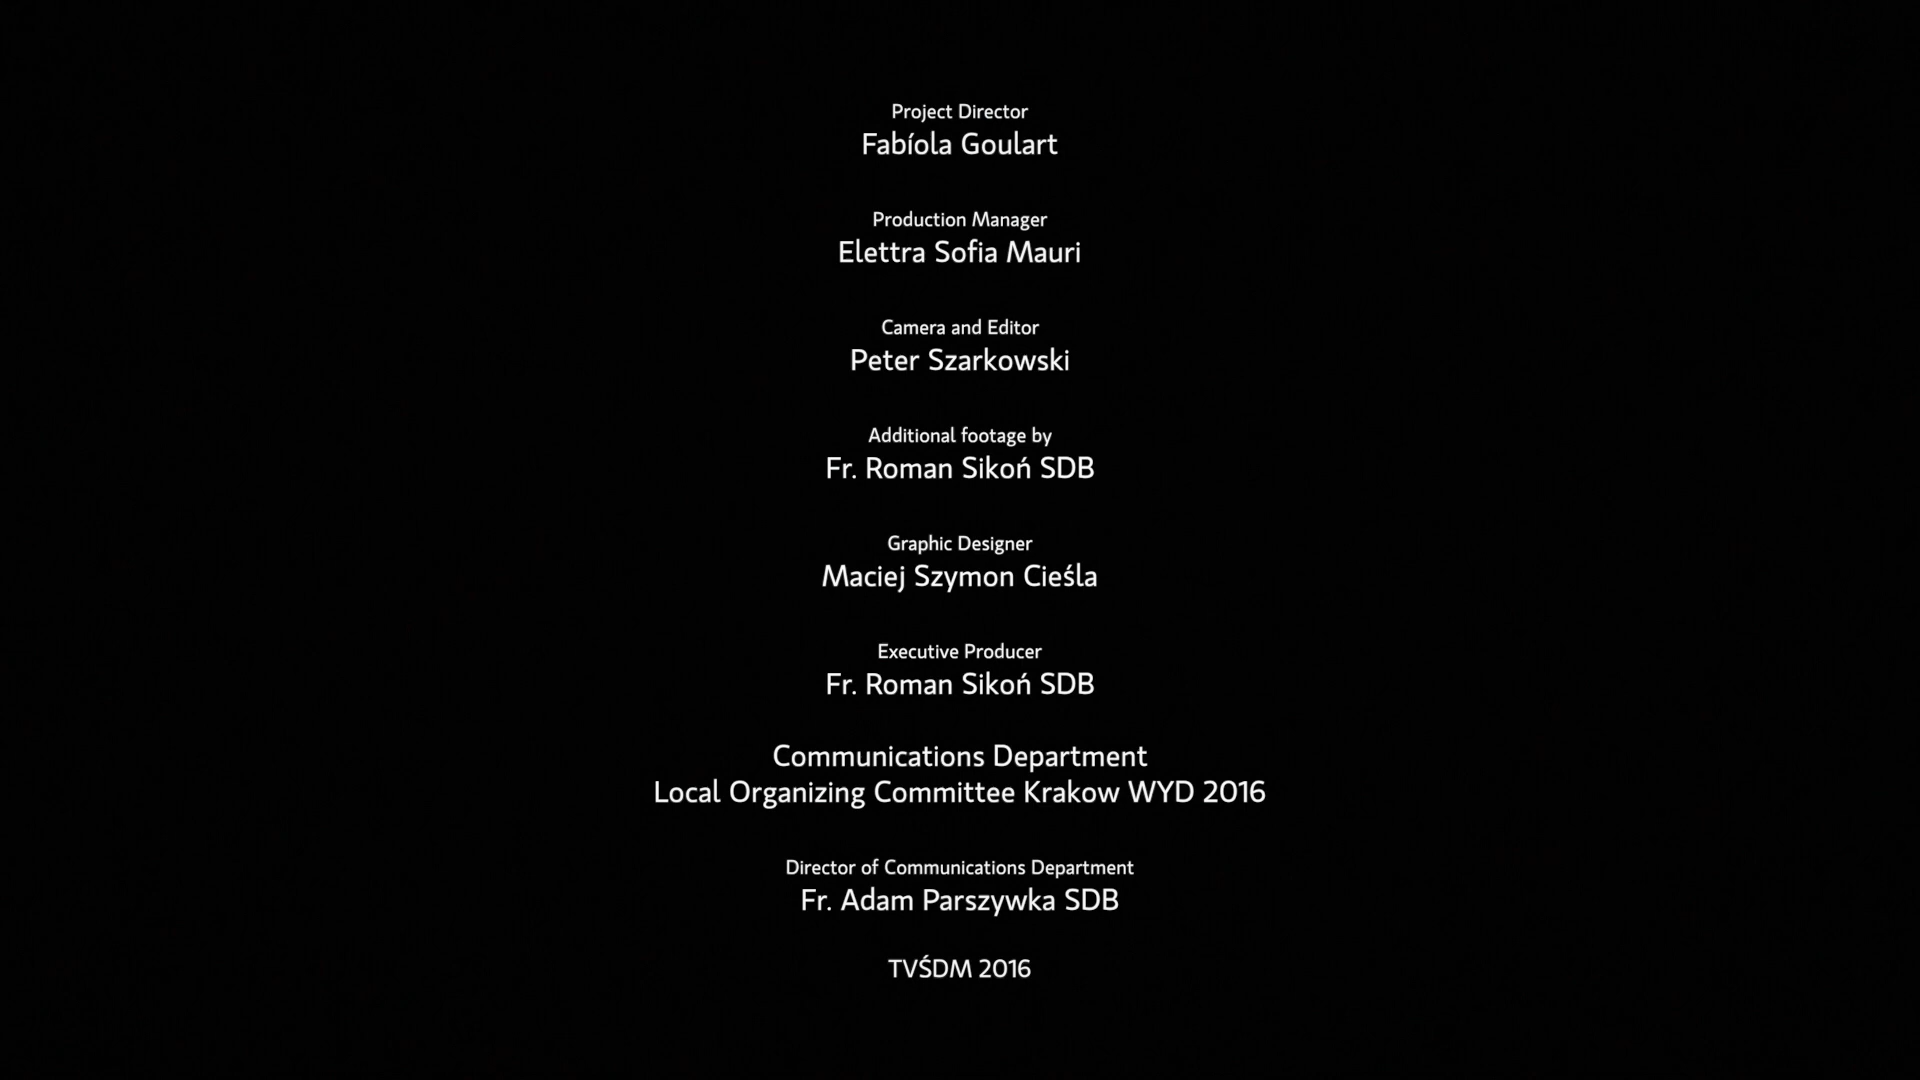 Project Director
Fabíola Goulart
Production Manager
Elettra Sofia Mauri
Camera and Editor
Peter Szarkowski
Additional footage by
Fr. Roman Sikoń SDB
Graphic Designer
Maciej Szymon Cieśla
Executive Producer
Fr. Roman Sikoń SDB
Communications Department
Local Organizing Committee Krakow WYD 2016
Director of Communications Department
Fr. Adam Parszywka SDB
TVŚDM 2016